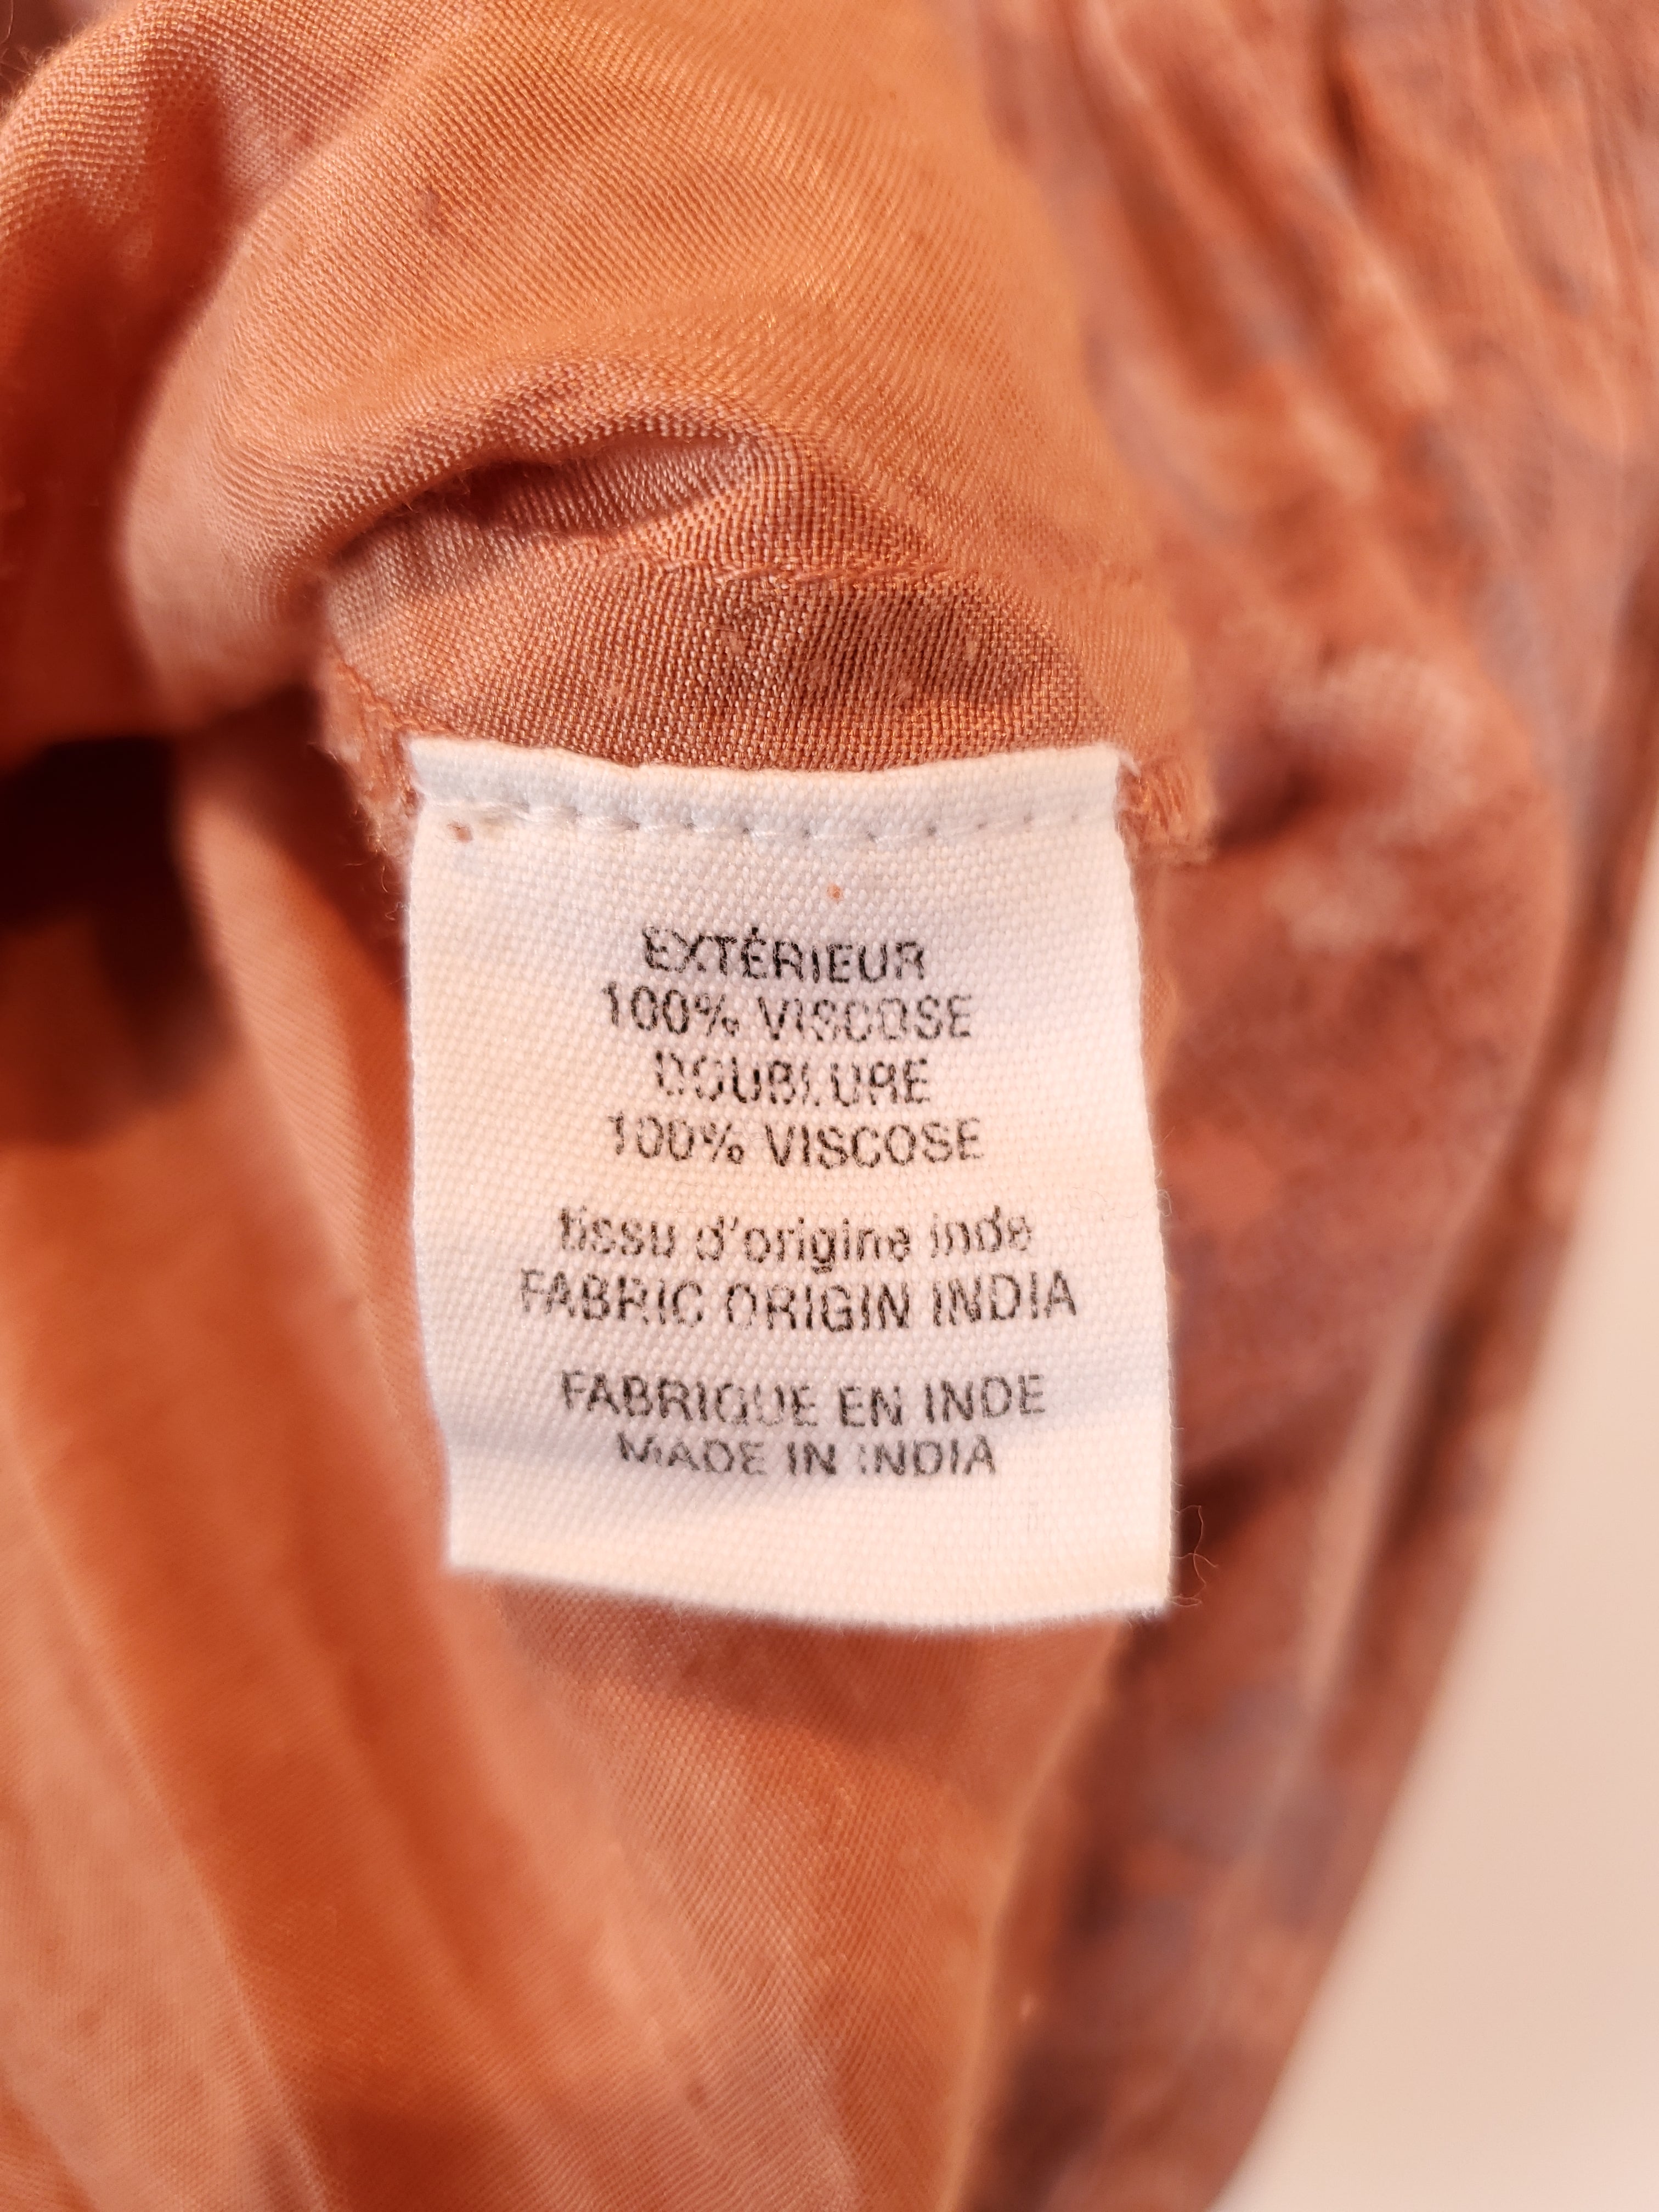 EXTÉRIEUR
100% VISCOSE
DOUBLURE
100% VISCOSE
tissu d'origine inde
FABRIC ORIGIN INDIA
FABRIQUE EN INDE
MADE IN INDIA